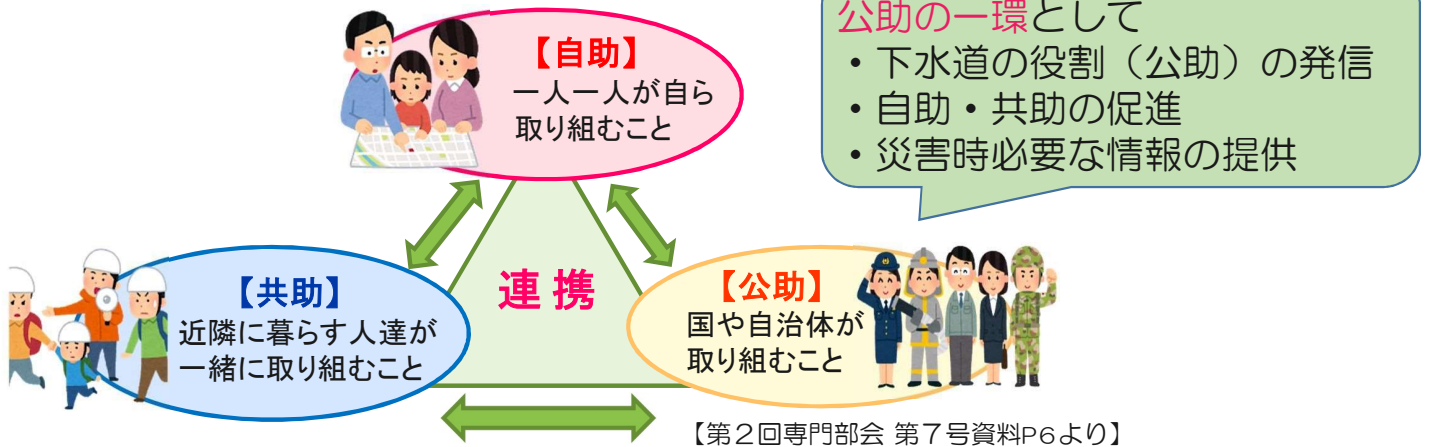 【自助】
一人一人が自ら
取り組むこと
公助の一環として
・下水道の役割（公助）の発信
・自助・共助の促進
・災害時必要な情報の提供
連携
【共助】
近隣に暮らす人達が
一緒に取り組むこと
【公助】
国や自治体が
取り組むこと
【第２回専門部会 第７号資料P６より】